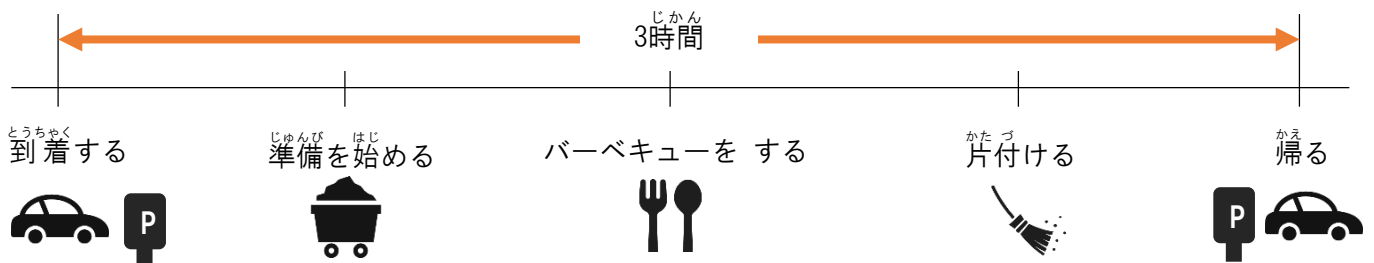 じかん
3時間
とうちゃく じゅんび はじ かた づ かえ
到着する 準備を始める バーベキューを する 片付ける 帰る
P P